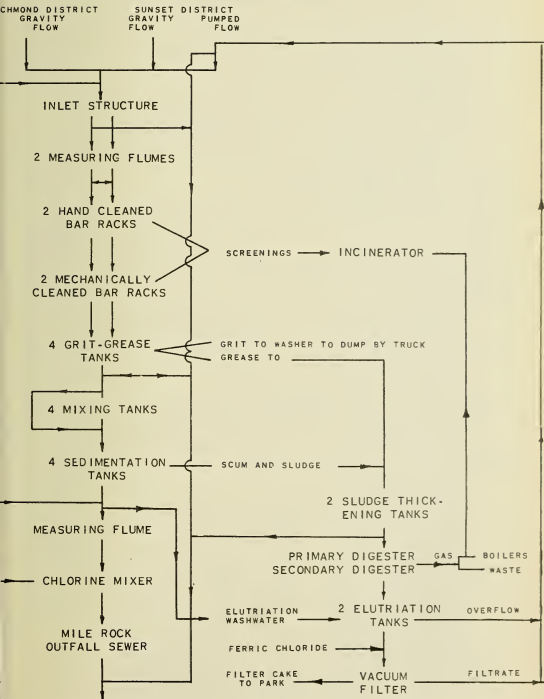 CHMOND DISTRICT
GRAVITY
FLOW
SUNSET DISTRICT
GRAVITY PUMPED
FLOW FLOW
INLET STRUCTURE
2 MEASURING FLUMES
2 HAND CLEANED
BAR RACKS
SCREENINGS
INCINERATOR
2 MECHANICALLY
CLEANED BAR RACKS
4 GRIT-GREASE
TANKS
GRIT TO WASHER TO DUMP BY TRUCK
GREASE TO
4 MIXING TANKS
4 SEDIMENTATION
TANKS
SCUM AND SLUDGE
2 SLUDGE THICK-
ENING TANKS
MEASURING FLUME
PRIMARY DIGESTER
SECONDARY DIGESTER
GAS
BOILERS
WASTE
CHLORINE MIXER
ELUTRIATION
WASHWATER
2 ELUTRIATION
TANKS
OVERFLOW
MILE ROCK
OUTFALL SEWER
FERRIC CHLORIDE
FILTER CAKE
TO PARK
VACUUM
FILTER
FILTRATE